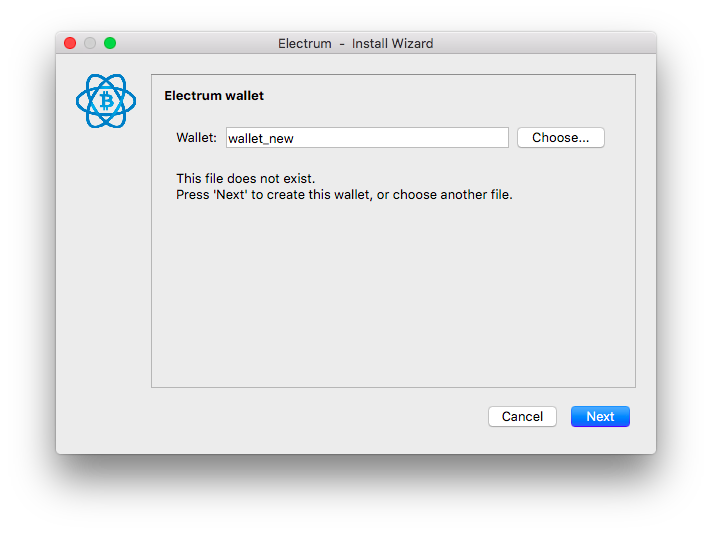 Electrum - Install Wizard
Electrum wallet
Wallet: wallet_new Choose...
This file does not exist.
Press 'Next' to create this wallet, or choose another file.
Cancel Next